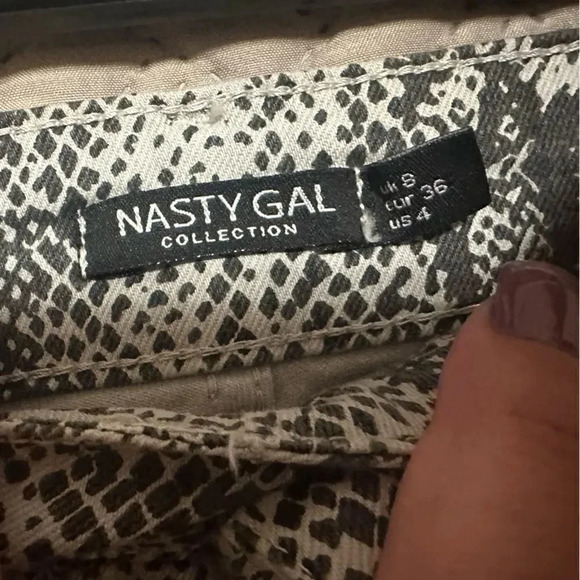 NASTY GAL
COLLECTION
uk 8
eur 36
us 4